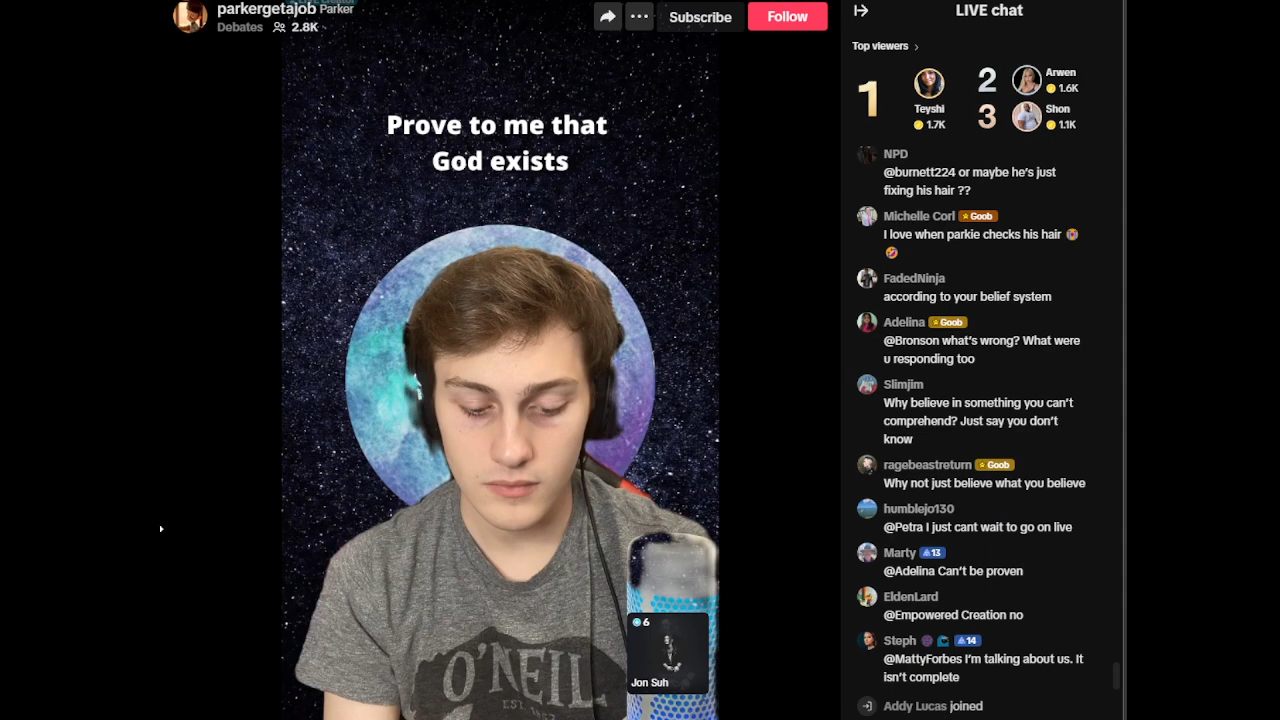 parkergetajob Parker
Debates 2.8K
Subscribe
Follow
LIVE chat
Top viewers
1
Teyshi
1.7K
2
Arwen
1.6K
3
Shon
1.1K
Prove to me that
God exists
NPD
@burnett224 or maybe he's just
fixing his hair ??
Michelle Corl Goob
I love when parkie checks his hair
FadedNinja
according to your belief system
Adelina Goob
@Bronson what's wrong? What were
u responding too
Slimjim
Why believe in something you can't
comprehend? Just say you don't
know
ragebeastreturn Goob
Why not just believe what you believe
humblejo130
@Petra I just cant wait to go on live
Marty 13
@Adelina Can't be proven
EldenLard
@Empowered Creation no
Steph 14
@MattyForbes I'm talking about us. It
isn't complete
Addy Lucas joined
O'NEILL
6
Jon Suh